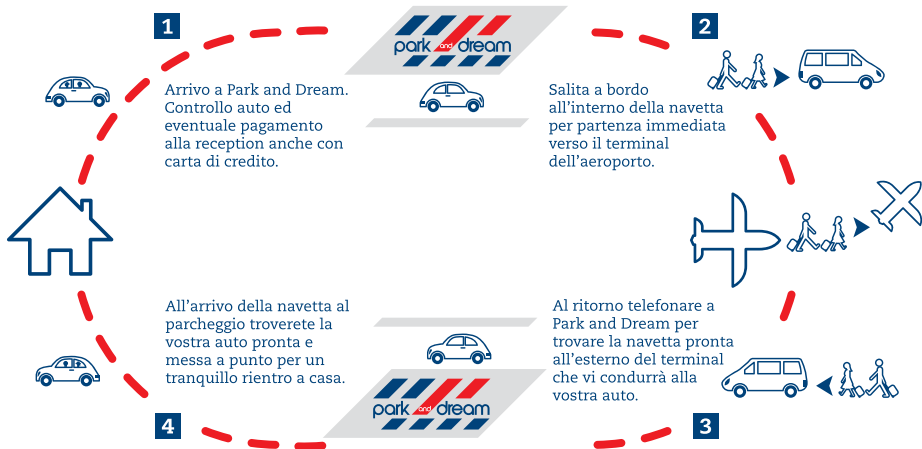 1
park and dream
2
Arrivo a Park and Dream.
Controllo auto ed
eventuale pagamento
alla reception anche con
carta di credito.
Salita a bordo
all'interno della navetta
per partenza immediata
verso il terminal
dell'aeroporto.
All'arrivo della navetta al
parcheggio troverete la
vostra auto pronta e
messa a punto per un
tranquillo rientro a casa.
Al ritorno telefonare a
Park and Dream per
trovare la navetta pronta
all'esterno del terminal
che vi condurrà alla
vostra auto.
4
park and dream
3